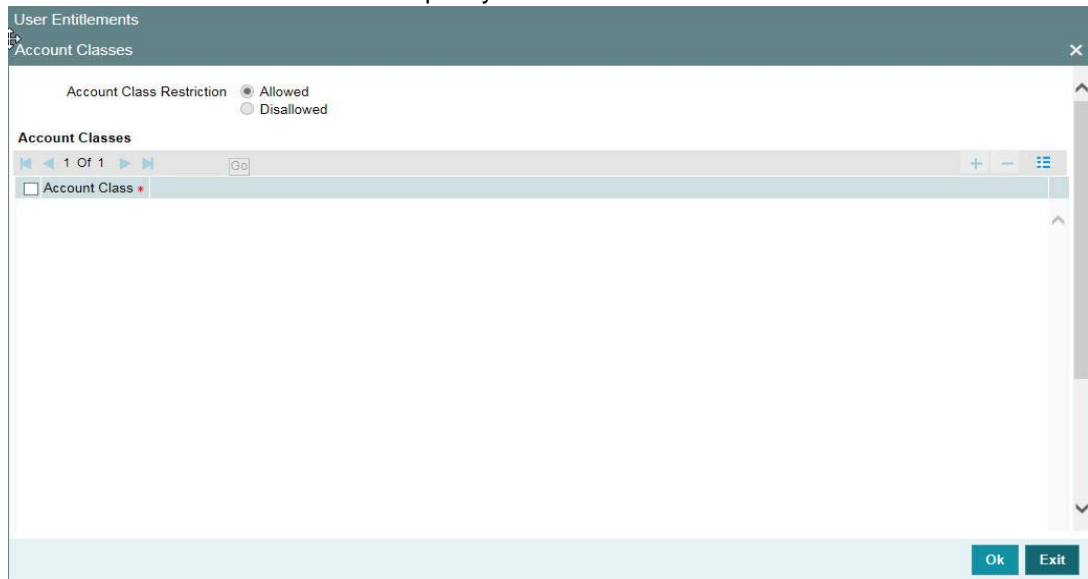 User Entitlements
Account Classes
Account Class Restriction Allowed
Disallowed
Account Classes
1 Of 1 Go
Account Class *
Ok Exit